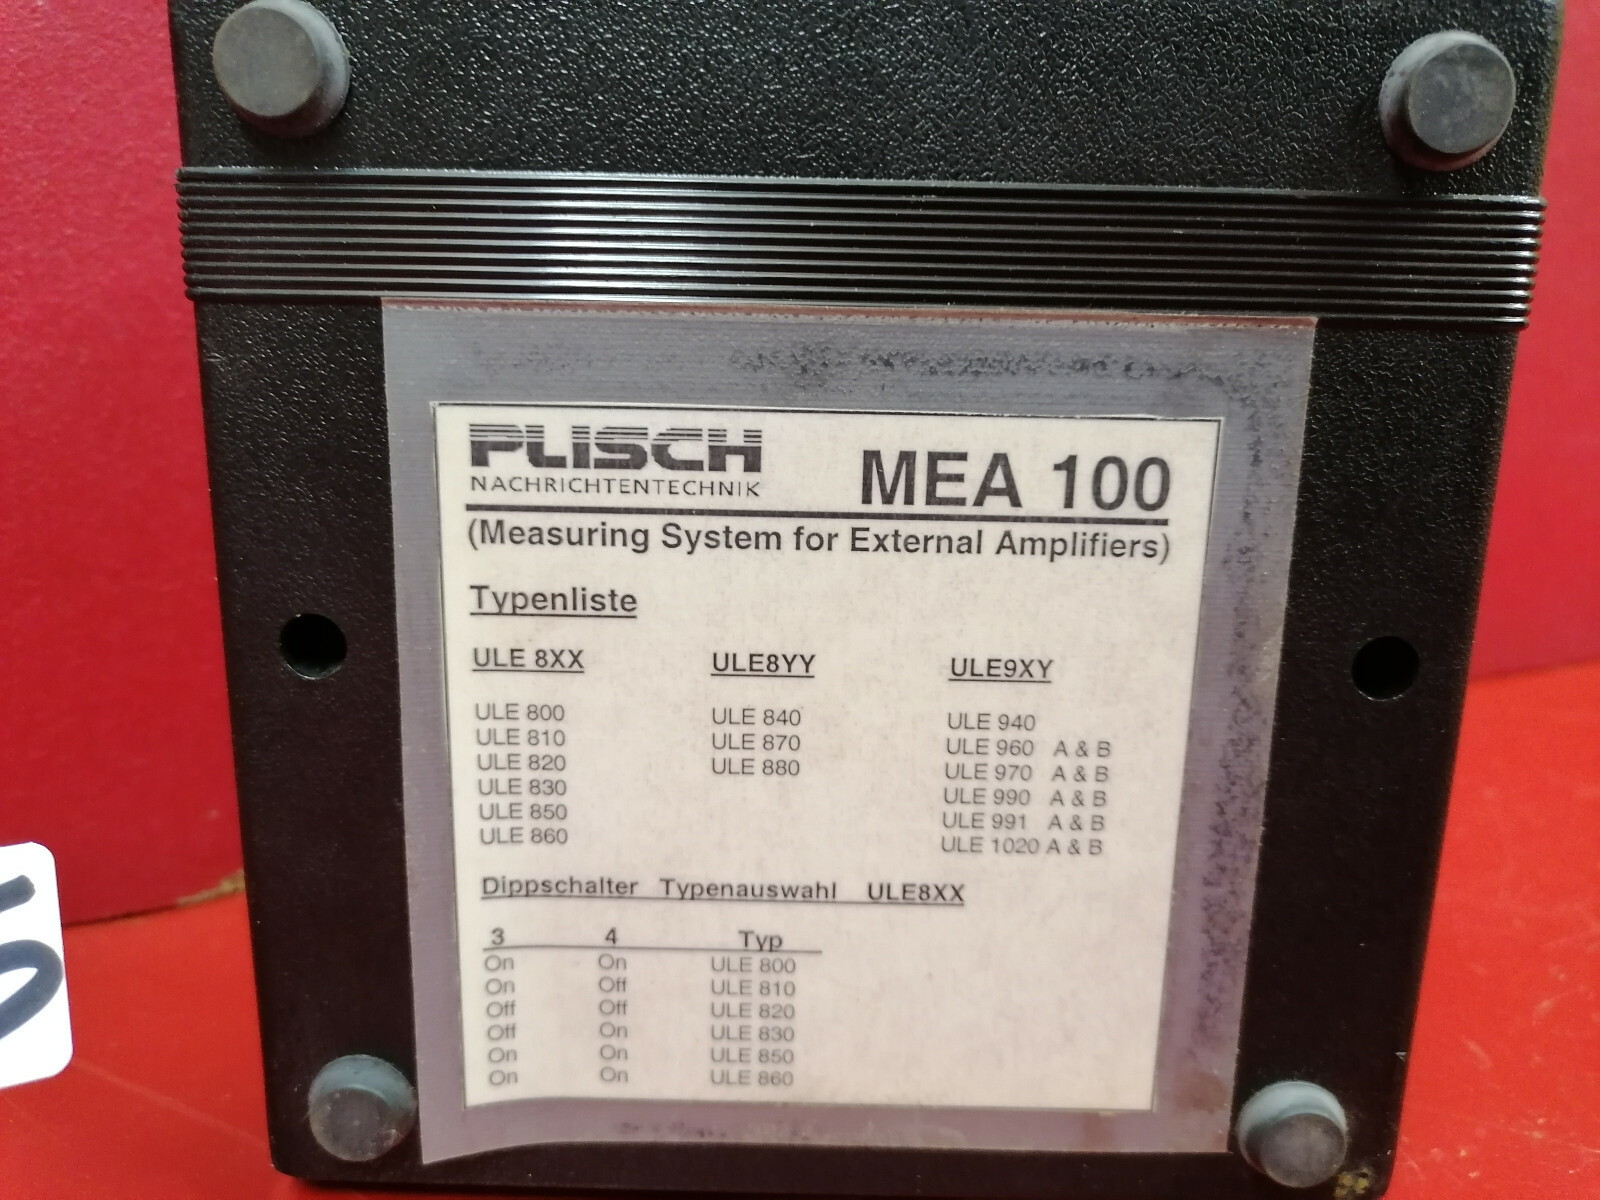 PLISCH
NACHRICHTENTECHNIK
MEA 100
(Measuring System for External Amplifiers)
Typenliste
ULE 8XX ULE8YY ULE9XY
ULE 800 ULE 840 ULE 940
ULE 810 ULE 870 ULE 960 A & B
ULE 820 ULE 880 ULE 970 A & B
ULE 830 ULE 990 A & B
ULE 850 ULE 991 A & B
ULE 860 ULE 1020 A & B
Dippschalter Typenauswahl ULE8XX
3 4 Typ
On On ULE 800
On Off ULE 810
Off Off ULE 820
Off On ULE 830
On On ULE 850
On On ULE 860